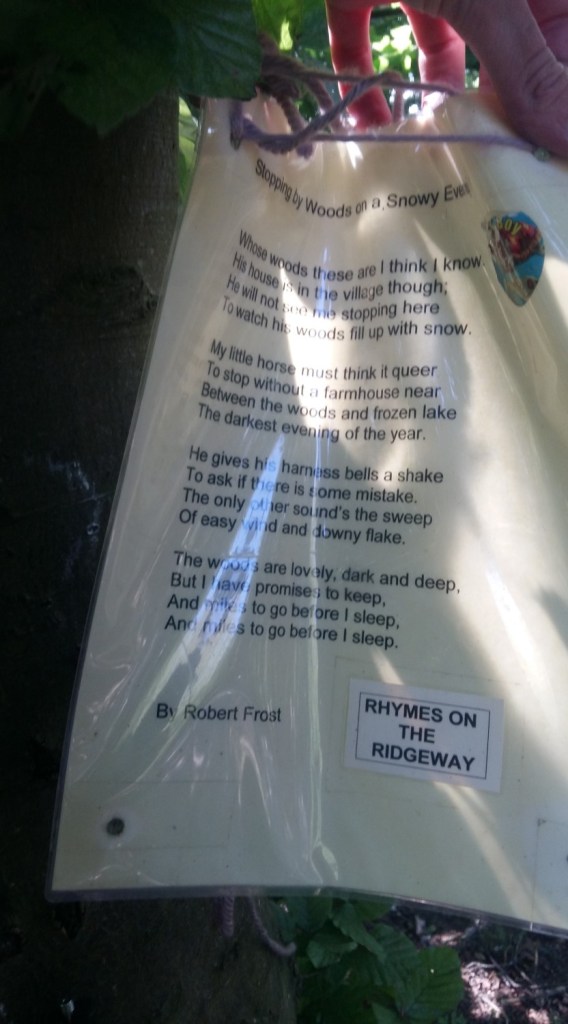 Stopping by Woods on a Snowy Even
Whose woods these are I think I know.
His house is in the village though;
He will not see me stopping here
To watch his woods fill up with snow.
My little horse must think it queer
To stop without a farmhouse near
Between the woods and frozen lake
The darkest evening of the year.
He gives his harness bells a shake
To ask if there is some mistake.
The only other sound's the sweep
Of easy wind and downy flake.
The woods are lovely, dark and deep,
But I have promises to keep,
And miles to go before I sleep,
And miles to go before I sleep.
By Robert Frost
RHYMES ON
THE
RIDGEWAY